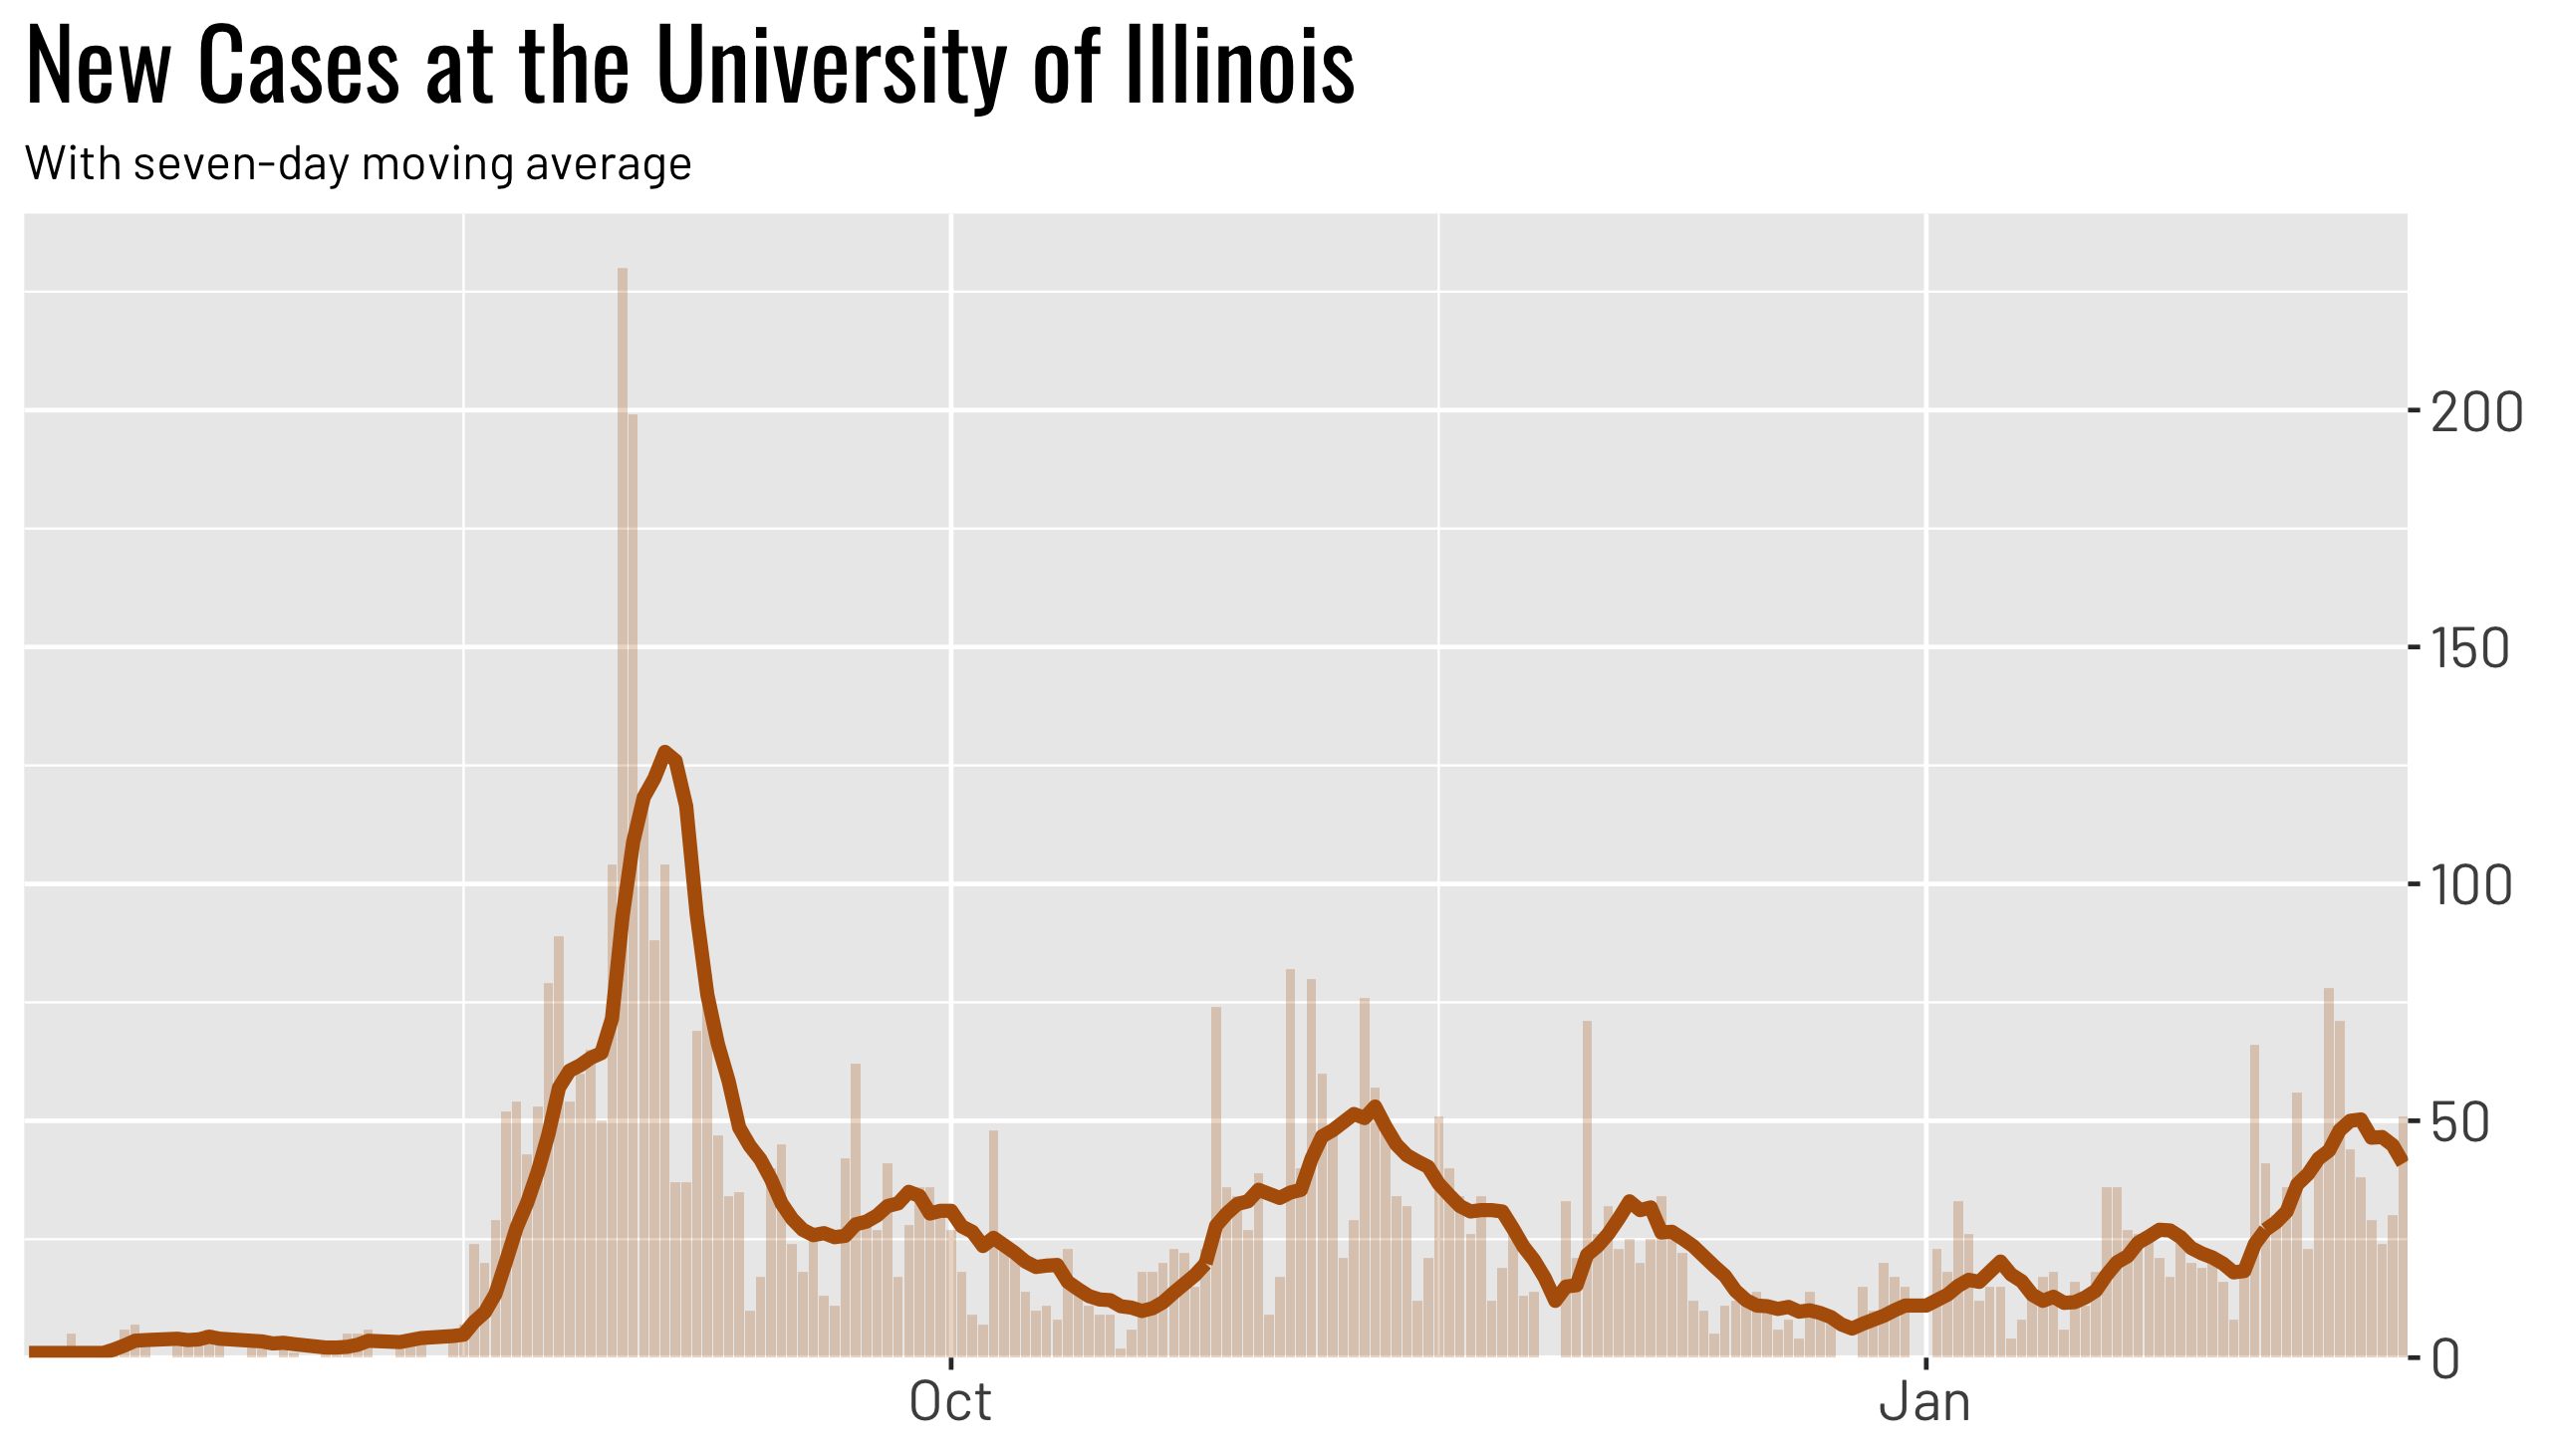 New Cases at the University of Illinois
With seven-day moving average
200
150
100
50
0
Oct
Jan